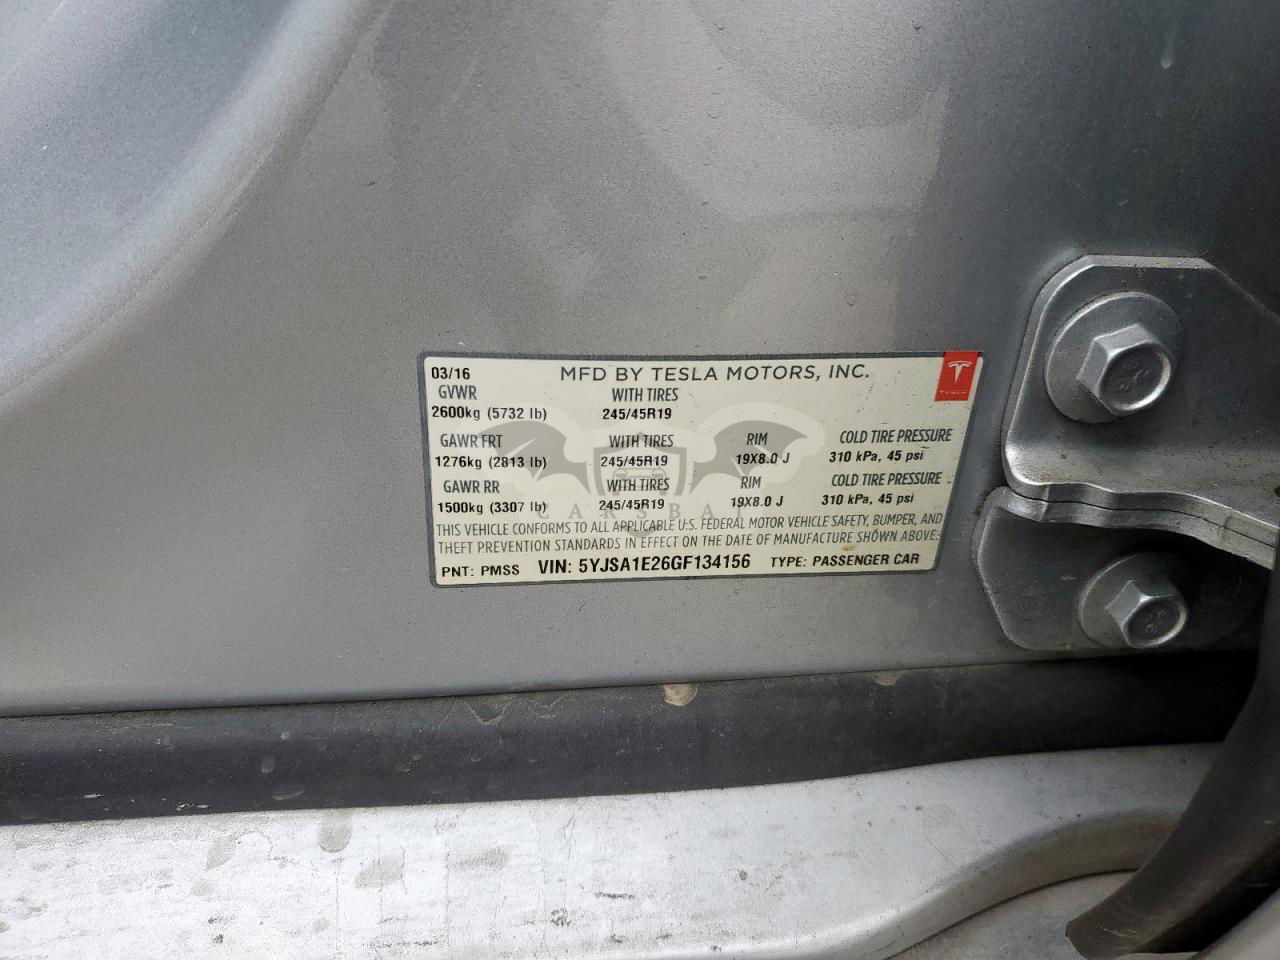 03/16 MFD BY TESLA MOTORS, INC.
GVWR WITH TIRES
2600kg (5732 lb) 245/45R19
GAWR FRT WITH TIRES RIM COLD TIRE PRESSURE
1276kg (2813 lb) 245/45R19 19X8.0 J 310 kPa, 45 psi
GAWR RR WITH TIRES RIM COLD TIRE PRESSURE
1500kg (3307 lb) 245/45R19 19X8.0 J 310 kPa, 45 psi
THIS VEHICLE CONFORMS TO ALL APPLICABLE U.S. FEDERAL MOTOR VEHICLE SAFETY, BUMPER, AND
THEFT PREVENTION STANDARDS IN EFFECT ON THE DATE OF MANUFACTURE SHOWN ABOVE.
PNT: PMSS VIN: 5YJSA1E26GF134156 TYPE: PASSENGER CAR
TESLA
CARSBAT